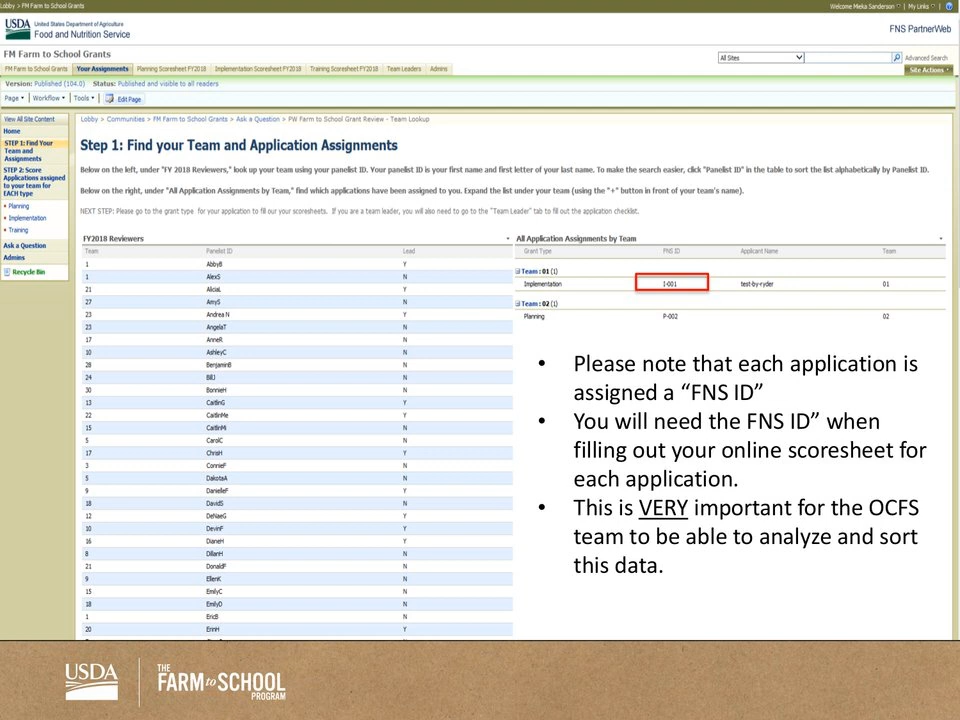 Lobby > FM Farm to School Grants
Welcome Mieka Sanderson | My Links |
USDA United States Department of Agriculture
Food and Nutrition Service
FNS PartnerWeb
FM Farm to School Grants
All Sites
Advanced Search
FM Farm to School Grants Your Assignments Planning Scoresheet FY2018 Implementation Scoresheet FY2018 Training Scoresheet FY2018 Team Leaders Admins
Site Actions
Version: Published (104.0) Status: Published and visible to all readers
Page Workflow Tools Edit Page
View All Site Content
Home
STEP 1: Find Your
Team and
Assignments
STEP 2: Score
Applications assigned
to your team for
EACH type
Planning
Implementation
Training
Ask a Question
Admins
Recycle Bin
Lobby > Communities > FM Farm to School Grants > Ask a Question > PW Farm to School Grant Review - Team Lookup
Step 1: Find your Team and Application Assignments
Below on the left, under "FY 2018 Reviewers," look up your team using your panelist ID. Your panelist ID is your first name and first letter of your last name. To make the search easier, click "Panelist ID" in the table to sort the list alphabetically by Panelist ID.
Below on the right, under "All Application Assignments by Team," find which applications have been assigned to you. Expand the list under your team (using the "+" button in front of your team's name).
NEXT STEP: Please go to the grant type for your application to fill out your scoresheets. If you are a team leader, you will also need to go to the "Team Leader" tab to fill out the application checklist.
FY2018 Reviewers
Team Panelist ID Lead
1 AbbyB Y
1 AlexS N
21 AliciaL Y
27 AmyS N
23 Andrea N Y
23 AngelaT N
17 AnneR N
10 AshleyC N
28 BenjaminB N
24 BillJ N
30 BonnieH N
13 CaitlinG Y
22 CaitlinMe Y
15 CaitlinMi N
5 CarolC N
17 ChrisH Y
3 ConnieF N
5 DakotaA N
9 DanielleF Y
18 DavidS N
12 DeNaeG Y
10 DevinF Y
16 DianeH Y
8 DillanH N
21 DonaldF N
9 EllenK N
15 EmilyC N
18 EmilyD N
1 EricB N
20 ErinH Y
All Application Assignments by Team
Grant Type FNS ID Applicant Name Team
Team : 01 (1)
Implementation I-001 test-by-ryder 01
Team : 02 (1)
Planning P-002 02
• Please note that each application is
assigned a “FNS ID”
• You will need the FNS ID” when
filling out your online scoresheet for
each application.
• This is VERY important for the OCFS
team to be able to analyze and sort
this data.
USDA
THE
FARM to SCHOOL
PROGRAM